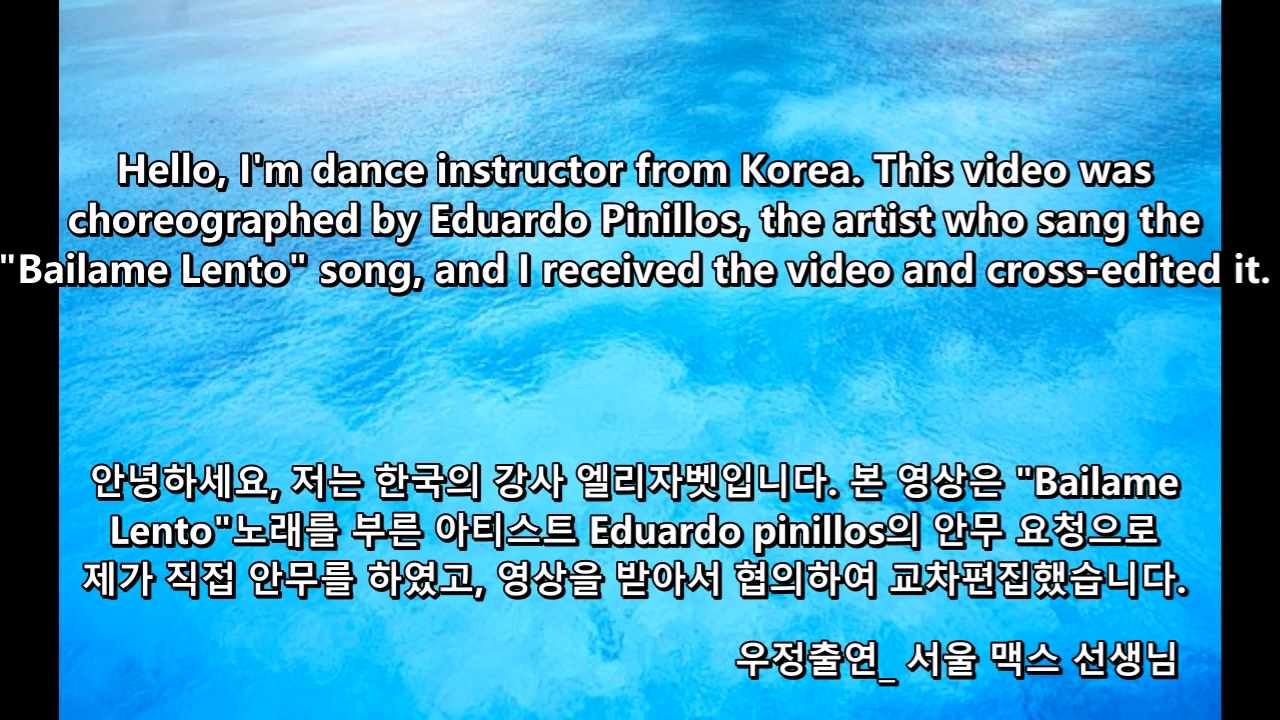 Hello, I'm dance instructor from Korea. This video was
choreographed by Eduardo Pinillos, the artist who sang the
"Bailame Lento" song, and I received the video and cross-edited it.
안녕하세요, 저는 한국의 강사 엘리자벳입니다. 본 영상은 "Bailame
Lento"노래를 부른 아티스트 Eduardo pinillos의 안무 요청으로
제가 직접 안무를 하였고, 영상을 받아서 협의하여 교차편집했습니다.
우정출연_ 서울 맥스 선생님